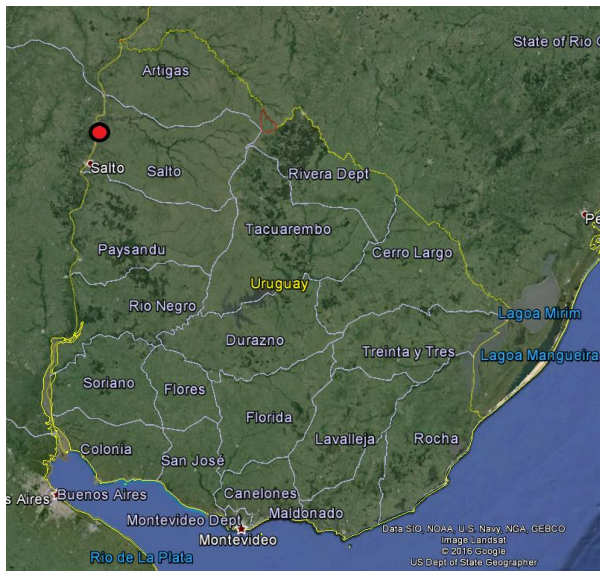 State of Rio G
Artigas
Salto
Salto
Rivera Dept
Tacuarembo
Paysandu
Cerro Largo
Uruguay
Rio Negro
Lagoa Mirim
Durazno
Treinta y Tres
Lagoa Mangueira
Soriano
Flores
Florida
Lavalleja
Rocha
Colonia
San José
Canelones
s Aires
Buenos Aires
Maldonado
Montevideo Dept
Montevideo
Rio de La Plata
Data SIO, NOAA, U.S. Navy, NGA, GEBCO
Image Landsat
© 2016 Google
US Dept of State Geographer